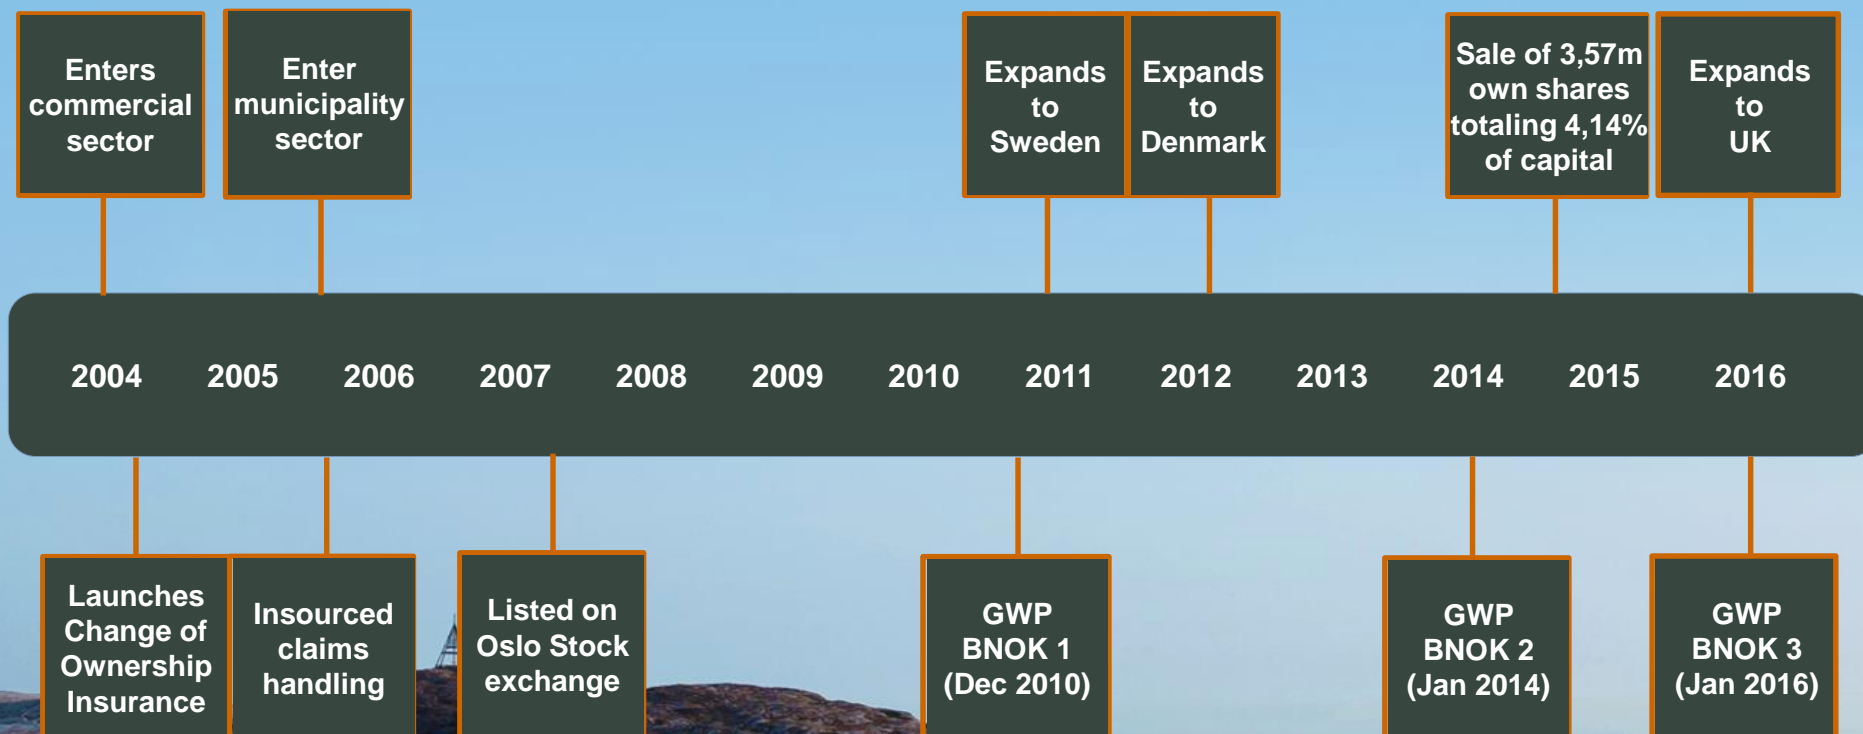 Enters
commercial
sector
Enter
municipality
sector
Expands
to
Sweden
Expands
to
Denmark
Sale of 3,57m
own shares
totaling 4,14%
of capital
Expands
to
UK
2004 2005 2006 2007 2008 2009 2010 2011 2012 2013 2014 2015 2016
Launches
Change of
Ownership
Insurance
Insourced
claims
handling
Listed on
Oslo Stock
exchange
GWP
BNOK 1
(Dec 2010)
GWP
BNOK 2
(Jan 2014)
GWP
BNOK 3
(Jan 2016)